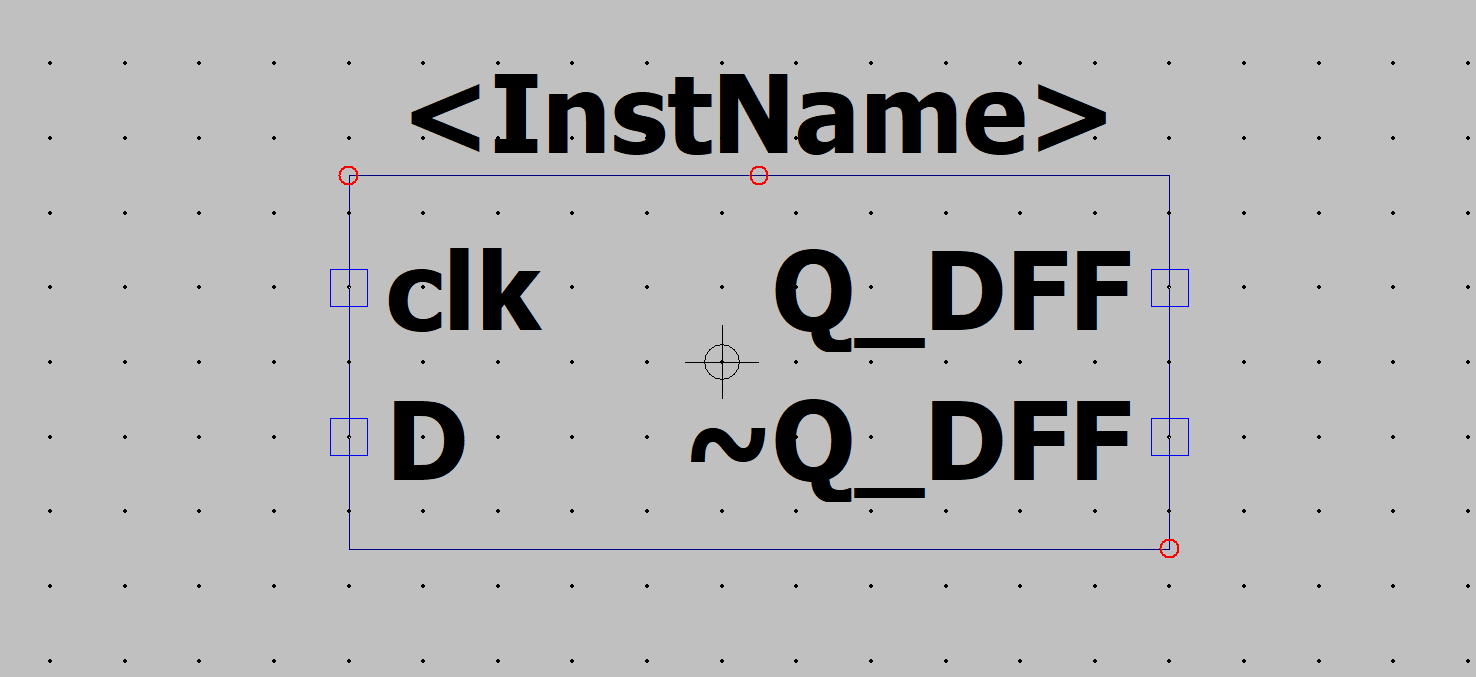 <InstName>
clk Q_DFF
D ~Q_DFF